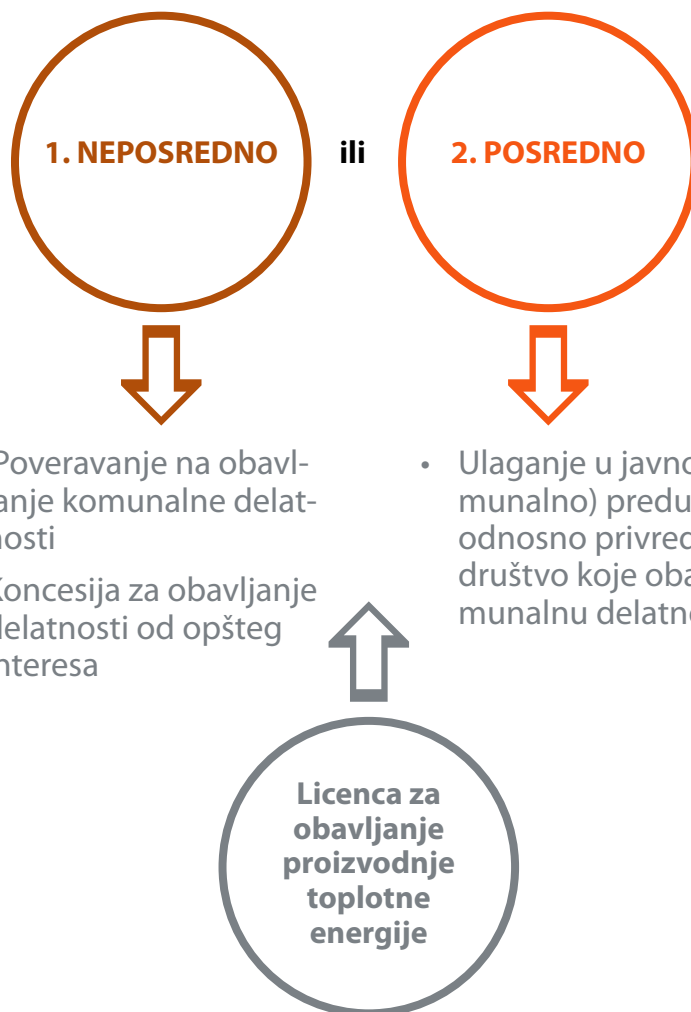 1. NEPOSREDNO
ili
2. POSREDNO
Poveravanje na obavl-
anje komunalne delat-
nosti
Koncesija za obavljanje
delatnosti od opšteg
nteresa
• Ulaganje u javno
munalno) predu
odnosno privred
društvo koje oba
munalnu delatn
Licenca za
obavljanje
proizvodnje
toplotne
energije